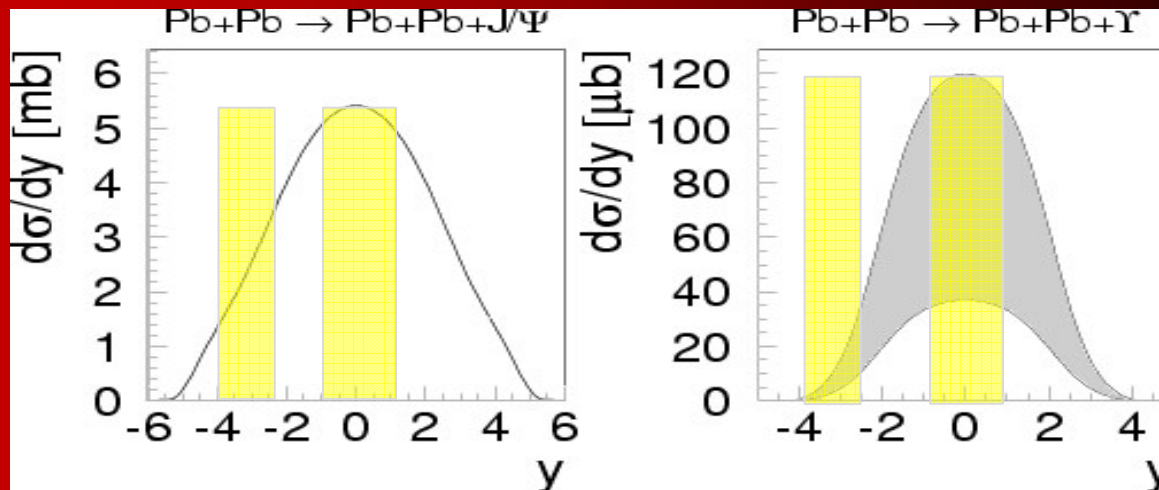 Pb+Pb → Pb+Pb+J/Ψ
dσ/dy [mb]
6
5
4
3
2
1
0
-6 -4 -2 0 2 4 6
y
Pb+Pb → Pb+Pb+ϒ
dσ/dy [μb]
120
100
80
60
40
20
0
-4 -2 0 2 4
y